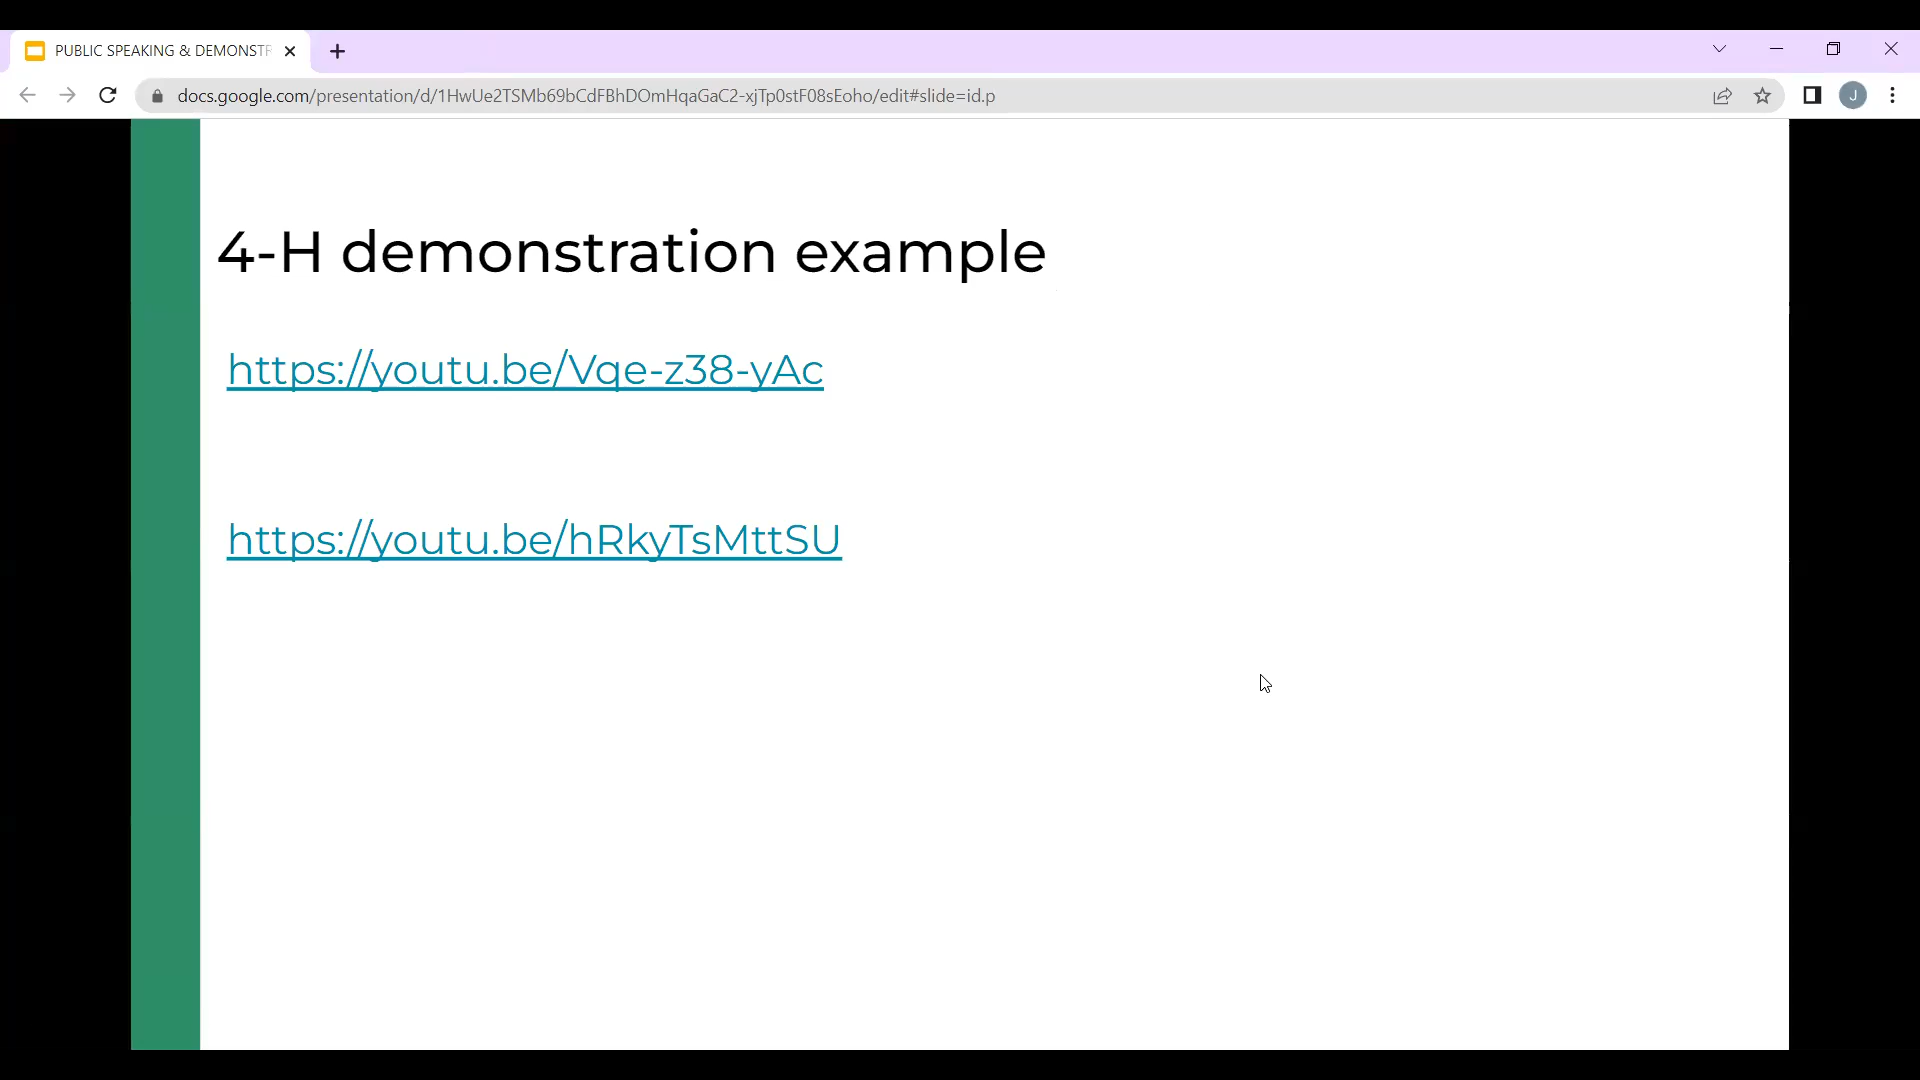 PUBLIC SPEAKING & DEMONSTR
docs.google.com/presentation/d/1HwUe2TSMb69bCdFBhDOmHqaGaC2-xjTp0stF08sEoho/edit#slide=id.p
J
4-H demonstration example
https://youtu.be/Vqe-z38-yAc
https://youtu.be/hRkyTsMttSU